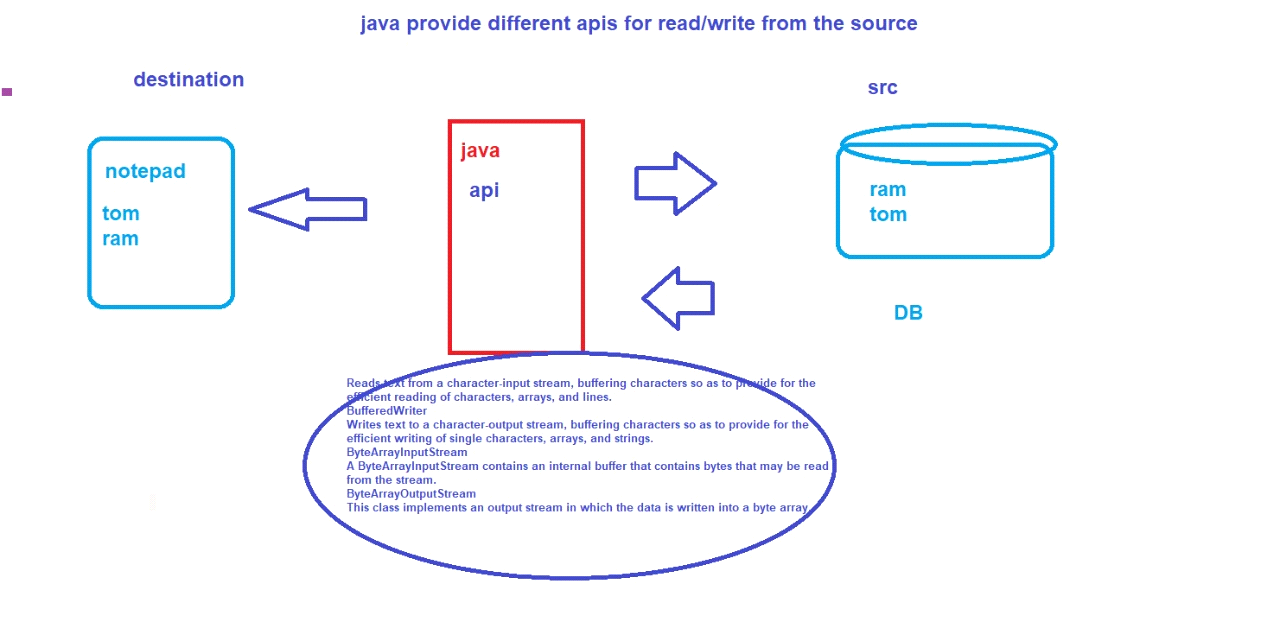 java provide different apis for read/write from the source
destination
src
notepad
tom
ram
java
api
ram
tom
DB
Reads text from a character-input stream, buffering characters so as to provide for the
efficient reading of characters, arrays, and lines.
BufferedWriter
Writes text to a character-output stream, buffering characters so as to provide for the
efficient writing of single characters, arrays, and strings.
ByteArrayInputStream
A ByteArrayInputStream contains an internal buffer that contains bytes that may be read
from the stream.
ByteArrayOutputStream
This class implements an output stream in which the data is written into a byte array.